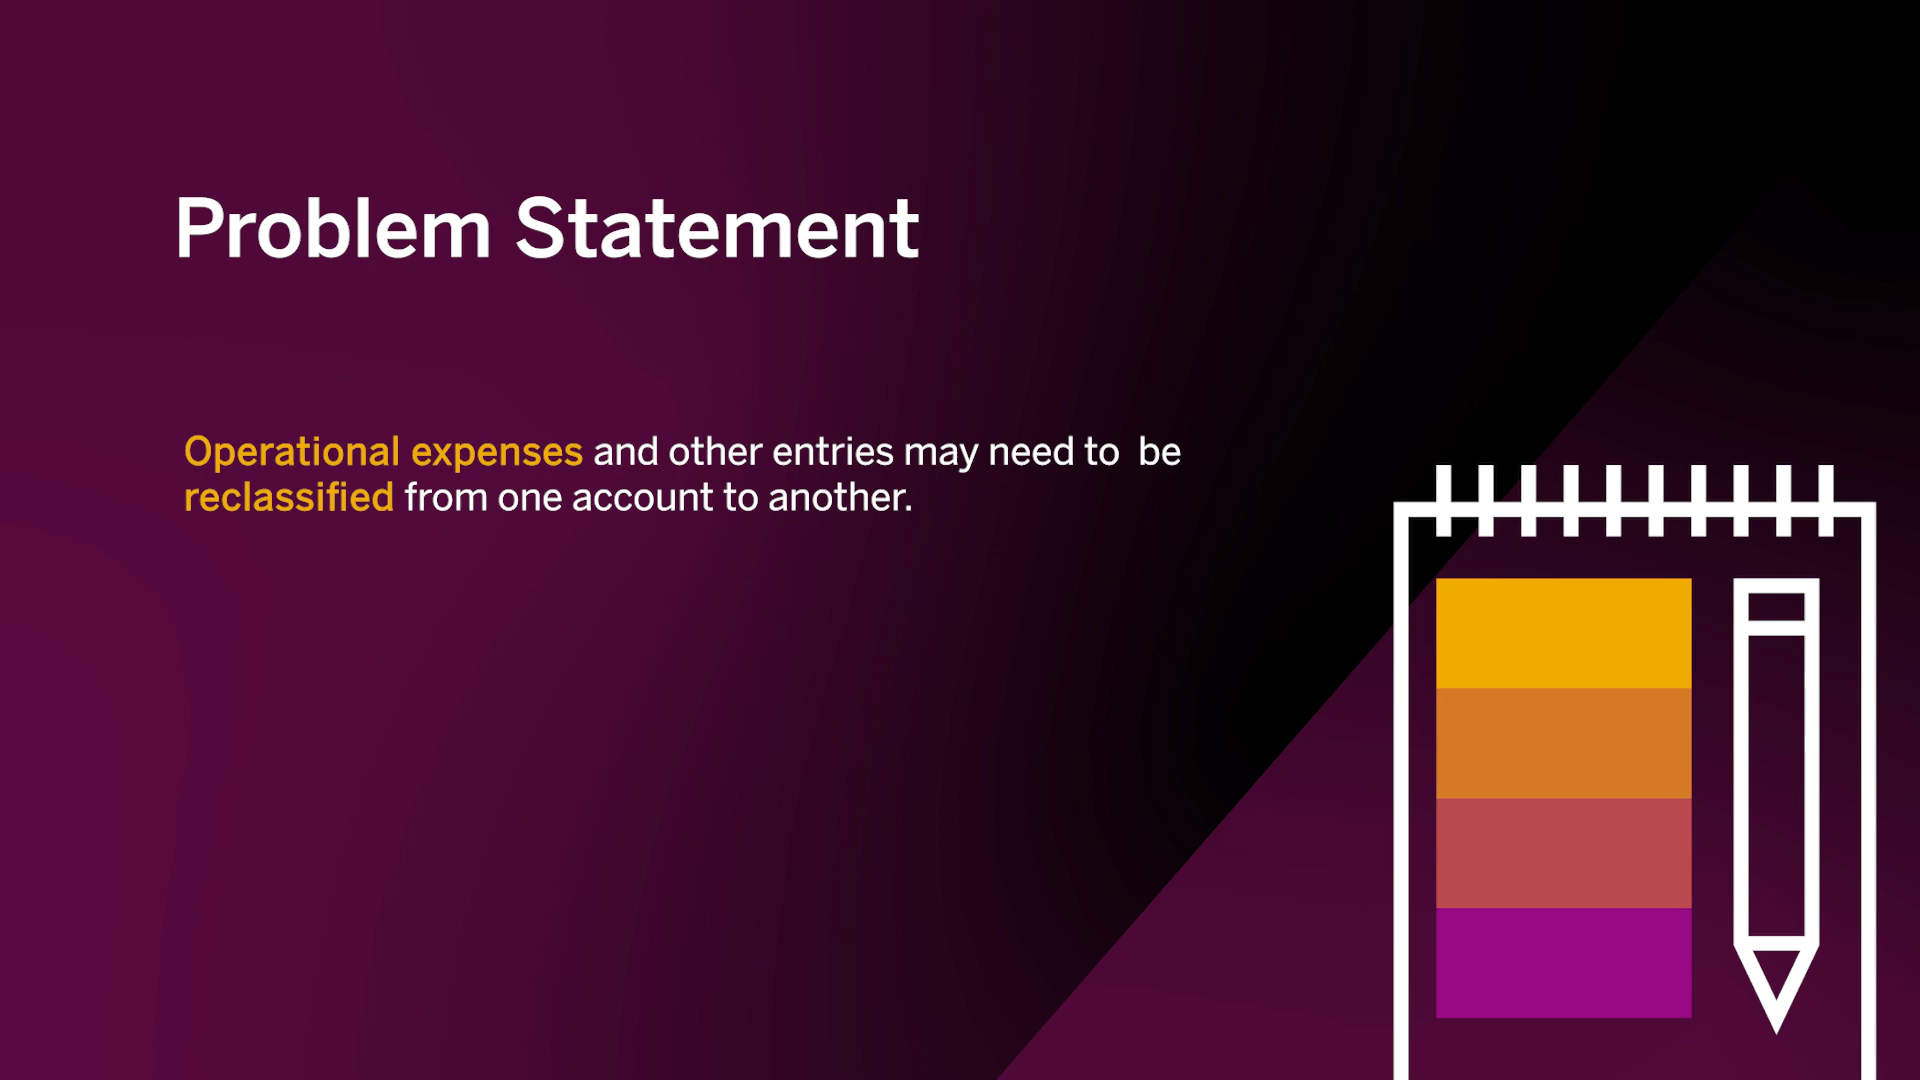 Problem Statement
Operational expenses and other entries may need to  be
reclassified from one account to another.